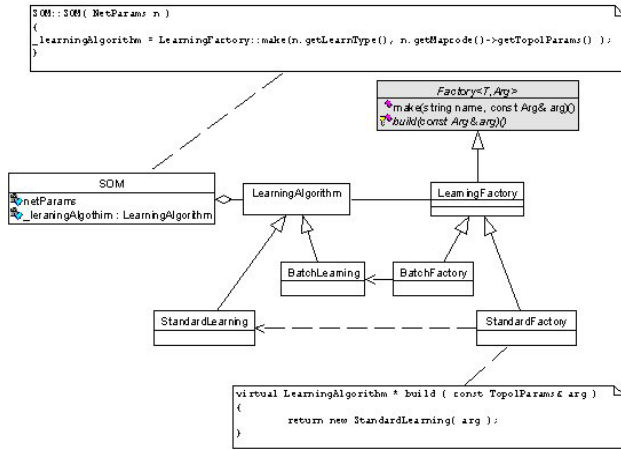 SOM::SOM( NetParams n )
{
_learningAlgorithm = LearningFactory::make(n.getLearnType(), n.getMapcode()->getTopolParams() );
}
Factory<T,Arg>
make(string name, const Arg& arg)()
build(const Arg& arg)()
SOM
netParams
_leraningAlgothirm : LearningAlgorithm
LearningAlgorithm
LearningFactory
BatchLearning
BatchFactory
StandardLearning
StandardFactory
virtual LearningAlgorithm * build ( const TopolParams& arg )
{
return new StandardLearning( arg );
}